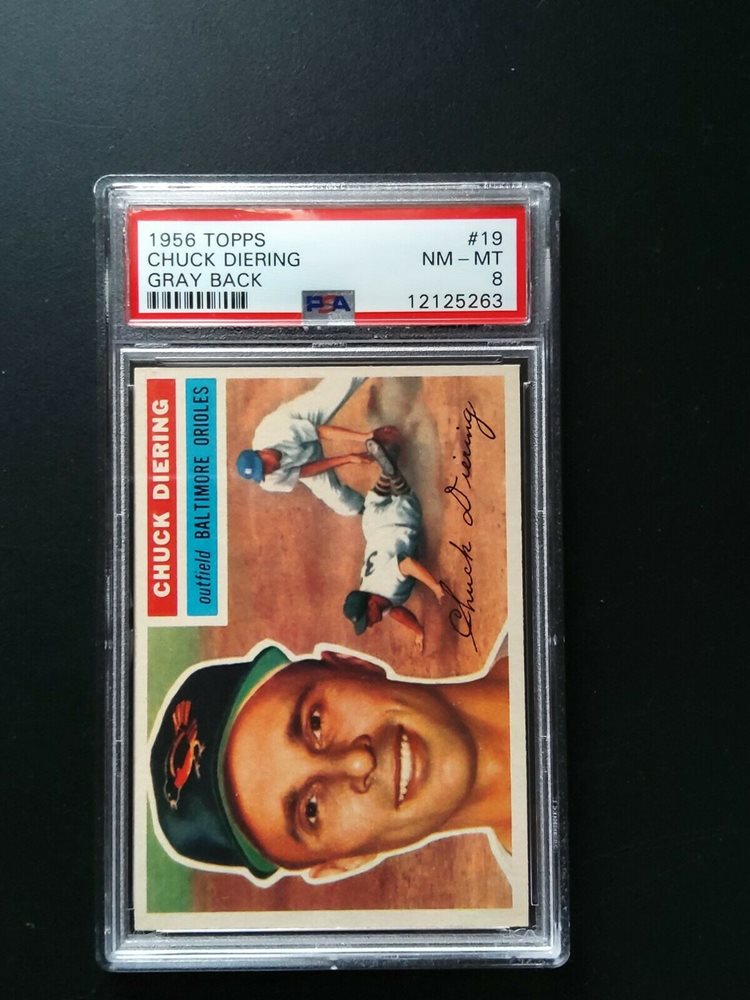 1956 TOPPS #19
CHUCK DIERING NM - MT
GRAY BACK 8
PSA 12125263
CHUCK DIERING
outfield BALTIMORE ORIOLES
Chuck Diering